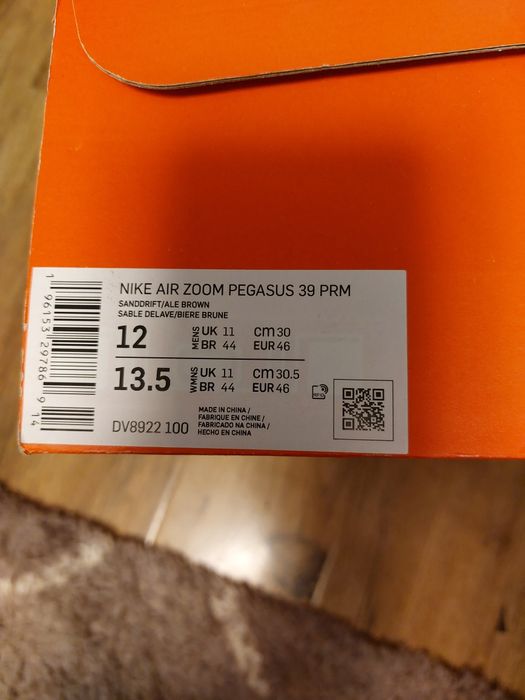 NIKE AIR ZOOM PEGASUS 39 PRM
SANDDRIFT/ALE BROWN
SABLE DELAVE/BIERE BRUNE
12 MENS UK 11 CM 30
BR 44 EUR 46
13.5 WMNS UK 11 CM 30.5
BR 44 EUR 46
RFID
MADE IN CHINA /
FABRIQUE EN CHINE /
FABRICADO NA CHINA /
HECHO EN CHINA
DV8922 100
1 96153 29786 9 14